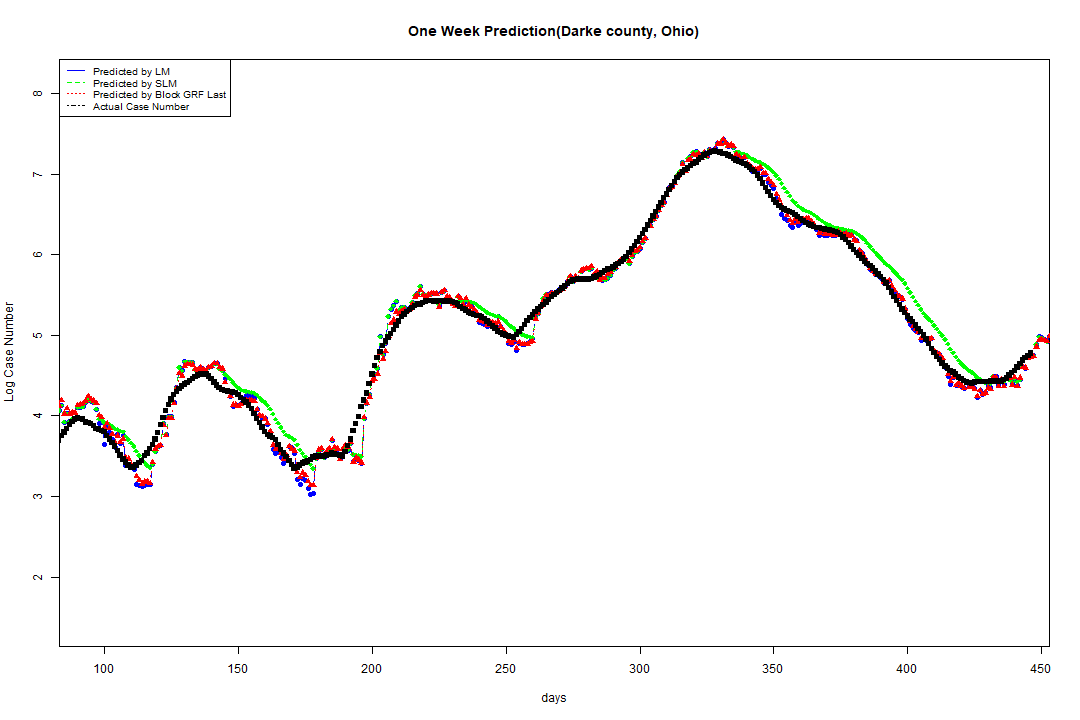 One Week Prediction(Darke county, Ohio)
Predicted by LM
Predicted by SLM
Predicted by Block GRF Last
Actual Case Number
8
7
6
5
4
3
2
Log Case Number
100 150 200 250 300 350 400 450
days